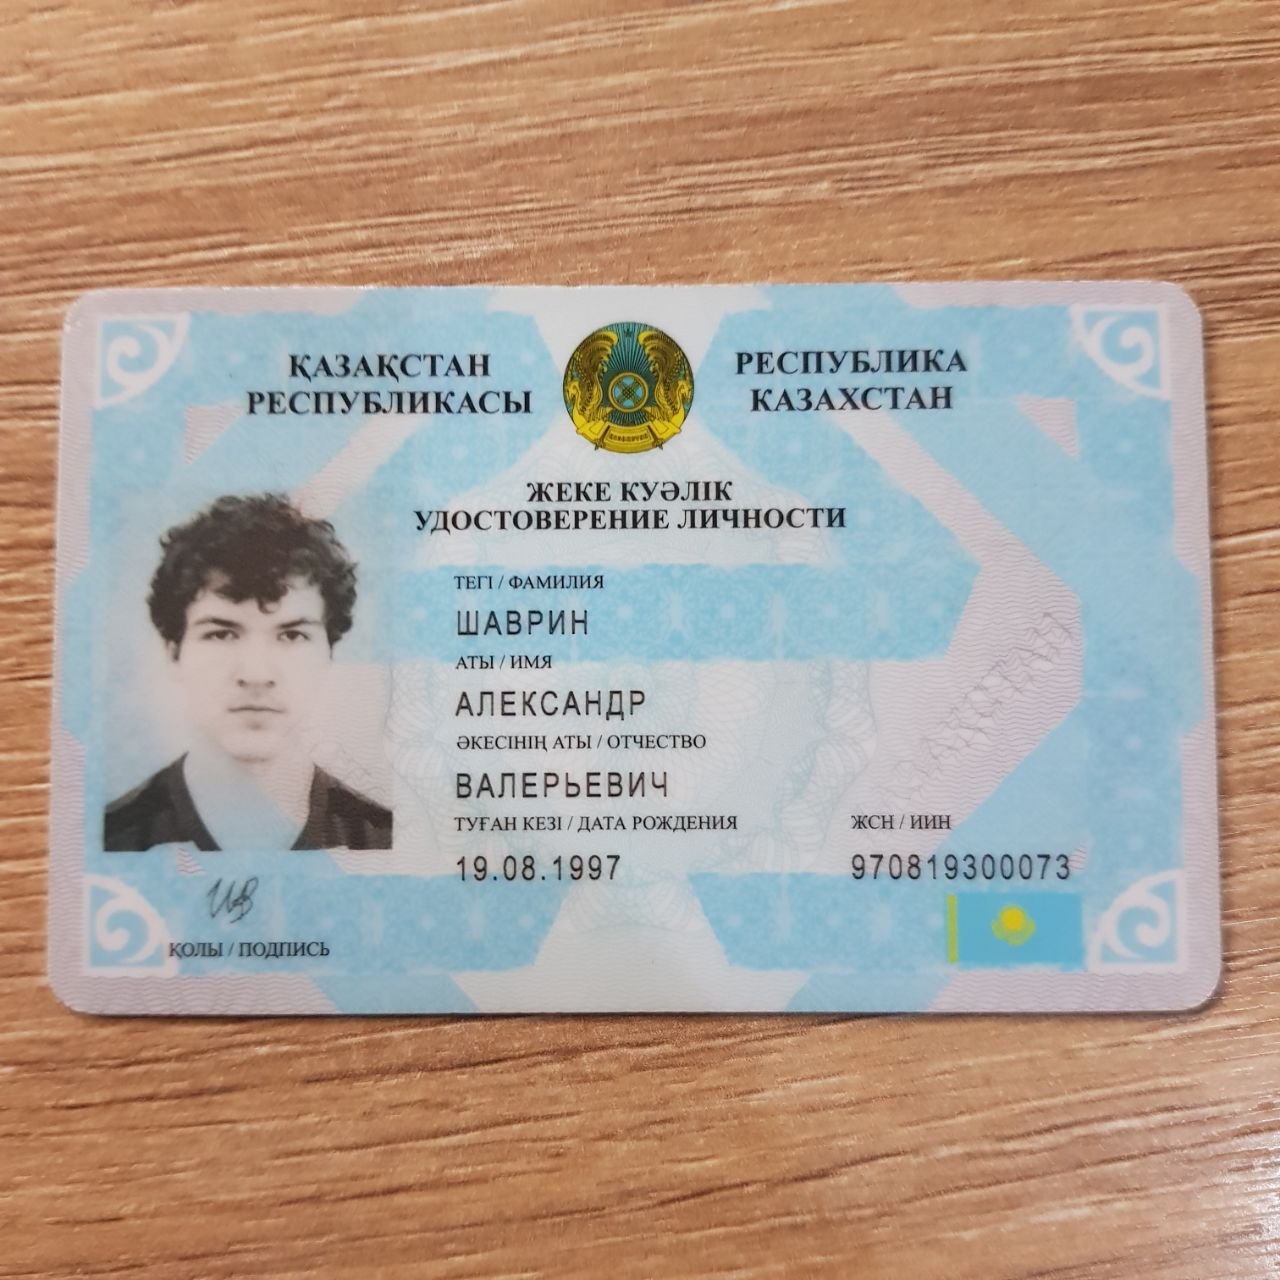 ҚАЗАҚСТАН
РЕСПУБЛИКАСЫ
РЕСПУБЛИКА
КАЗАХСТАН
ЖЕКЕ КУӘЛІК
УДОСТОВЕРЕНИЕ ЛИЧНОСТИ
ТЕГІ / ФАМИЛИЯ
ШАВРИН
АТЫ / ИМЯ
АЛЕКСАНДР
ӘКЕСІНІҢ АТЫ / ОТЧЕСТВО
ВАЛЕРЬЕВИЧ
ТУҒАН КЕЗІ / ДАТА РОЖДЕНИЯ
19.08.1997
ЖСН / ИИН
970819300073
ҚОЛЫ / ПОДПИСЬ